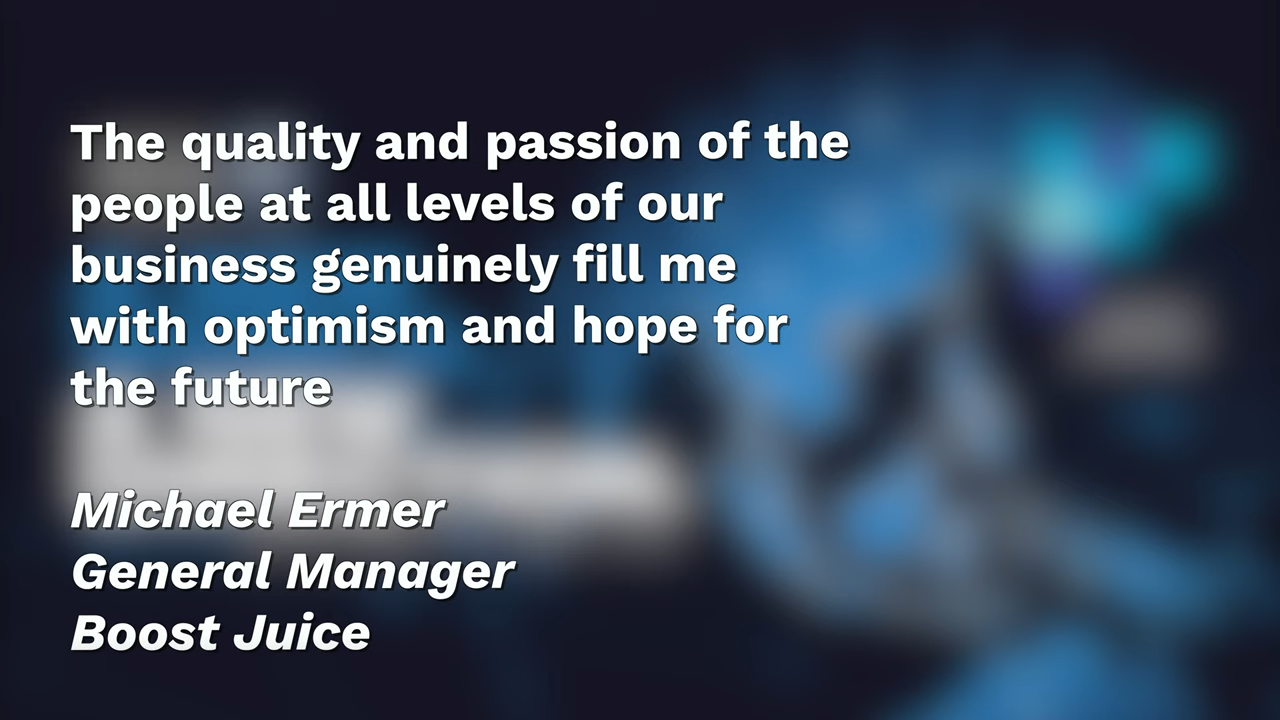 The quality and passion of the
people at all levels of our
business genuinely fill me
with optimism and hope for
the future
Michael Ermer
General Manager
Boost Juice